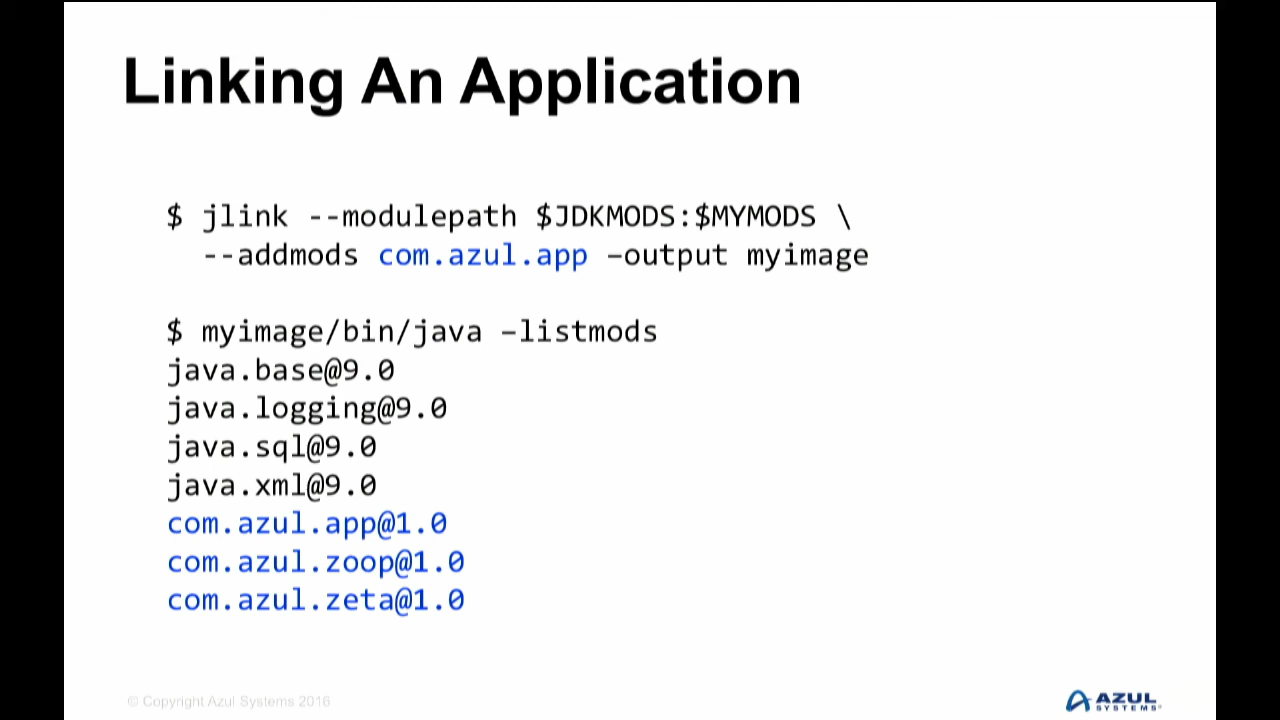 Linking An Application
$ jlink --modulepath $JDKMODS:$MYMODS \
--addmods com.azul.app –output myimage
$ myimage/bin/java –listmods
java.base@9.0
java.logging@9.0
java.sql@9.0
java.xml@9.0
com.azul.app@1.0
com.azul.zoop@1.0
com.azul.zeta@1.0
© Copyright Azul Systems 2016
AZUL
SYSTEMS